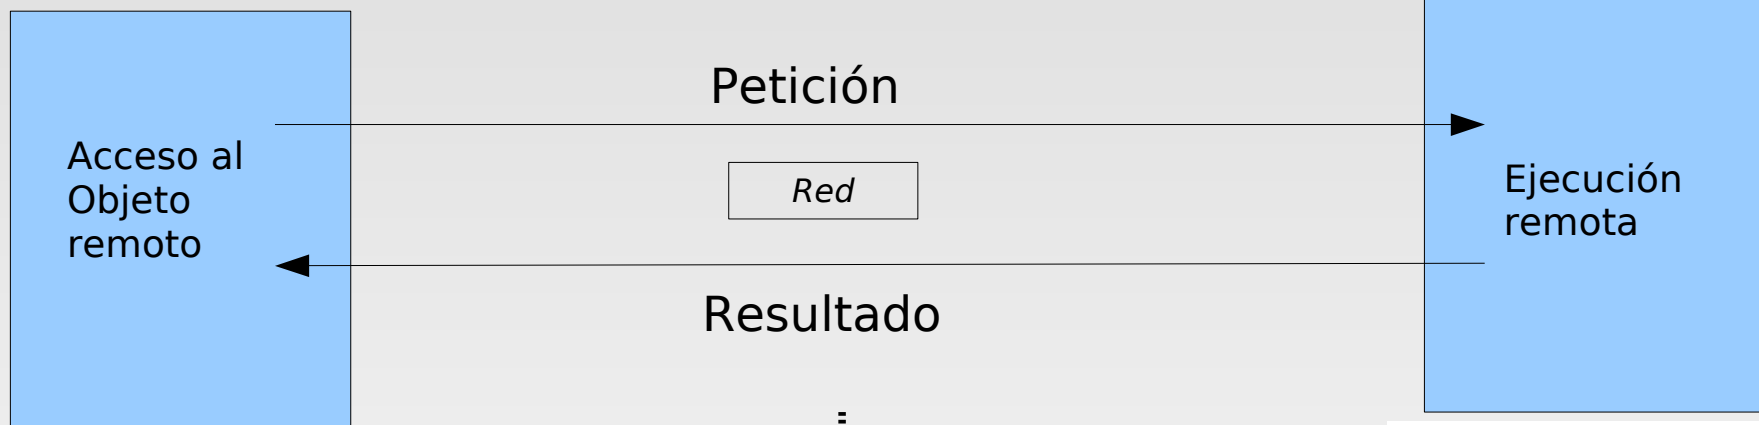 Petición
Acceso al
Objeto
remoto
Red
Ejecución
remota
Resultado